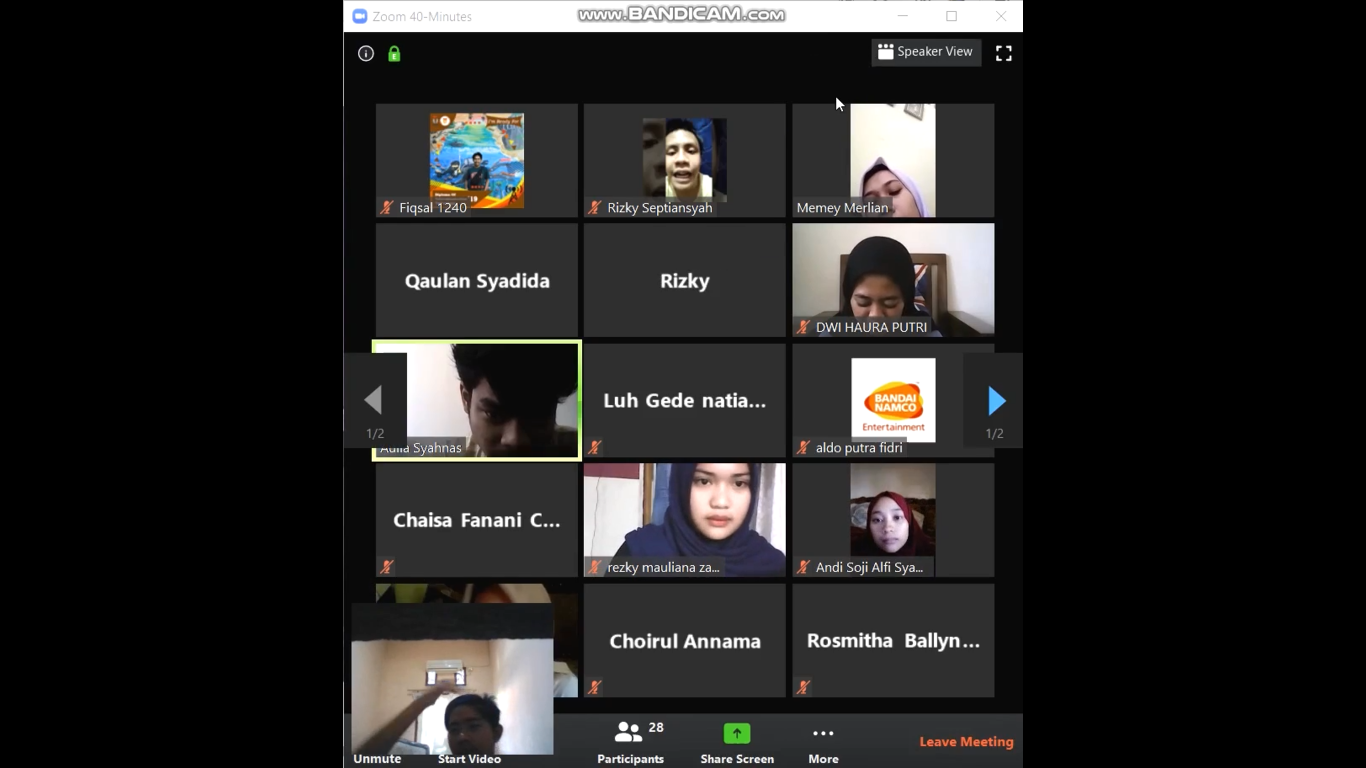 Zoom 40-Minutes
www.BANDICAM.com
Speaker View
Fiqsal 1240
Rizky Septiansyah
Memey Merlian
Qaulan Syadida
Rizky
DWI HAURA PUTRI
1/2
Aulia Syahnas
Luh Gede natia...
BANDAI
NAMCO
Entertainment
aldo putra fidri
1/2
Chaisa Fanani C...
rezky mauliana za...
Andi Soji Alfi Sya...
Choirul Annama
Rosmitha Ballyn...
Unmute
Start Video
28
Participants
Share Screen
More
Leave Meeting